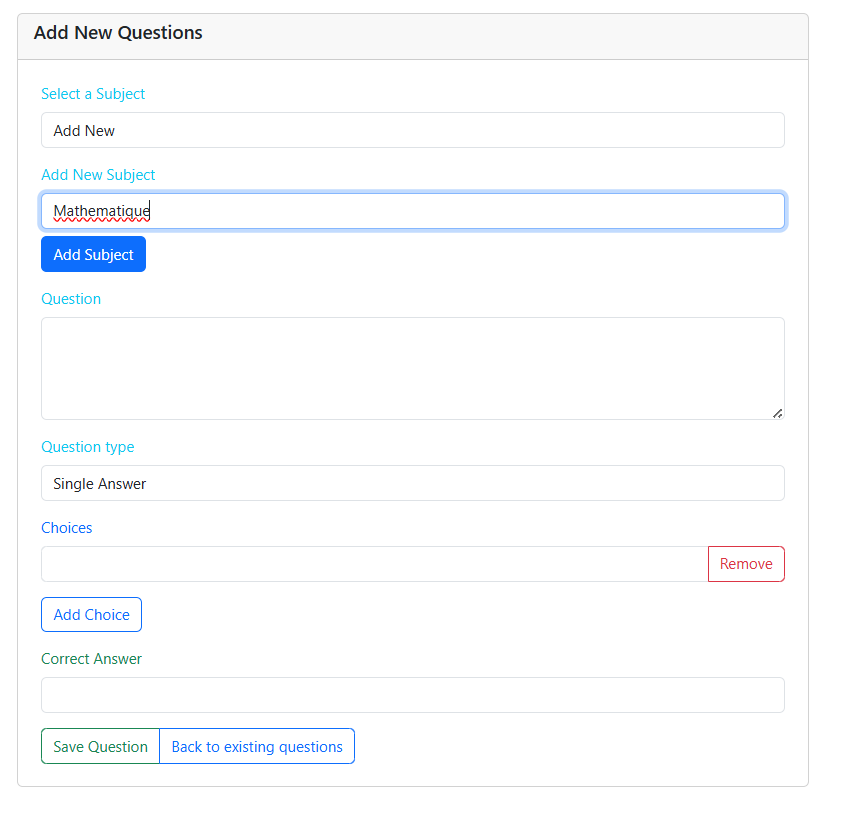 Add New Questions
Select a Subject
Add New
Add New Subject
Mathematique
Add Subject
Question
Question type
Single Answer
Choices
Remove
Add Choice
Correct Answer
Save Question Back to existing questions